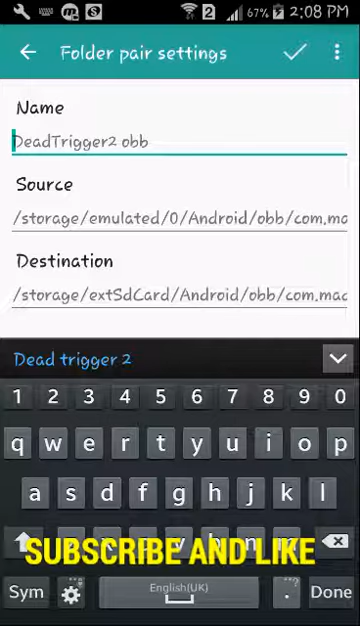 2 67% 2:08 PM
Folder pair settings
Name
DeadTrigger2 obb
Source
/storage/emulated/0/Android/obb/com.mad
Destination
/storage/extSdCard/Android/obb/com.mad
Dead trigger 2
1 2 3 4 5 6 7 8 9 0
q w e r t y u i o p
a s d f g h j k l
SUBSCRIBE AND LIKE
Sym English(UK) . ? Done